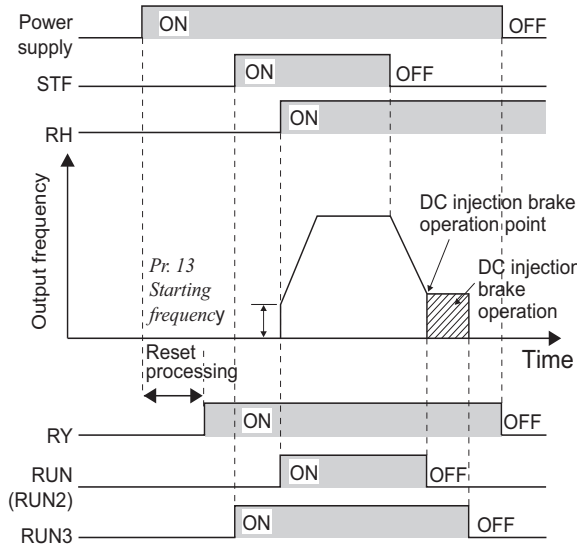 Power
supply
ON
OFF
STF
ON
OFF
RH
ON
Output frequency
Pr. 13
Starting
frequency
DC injection brake
operation point
DC injection
brake
operation
Time
Reset
processing
RY
ON
OFF
RUN
(RUN2)
ON
OFF
RUN3
ON
OFF